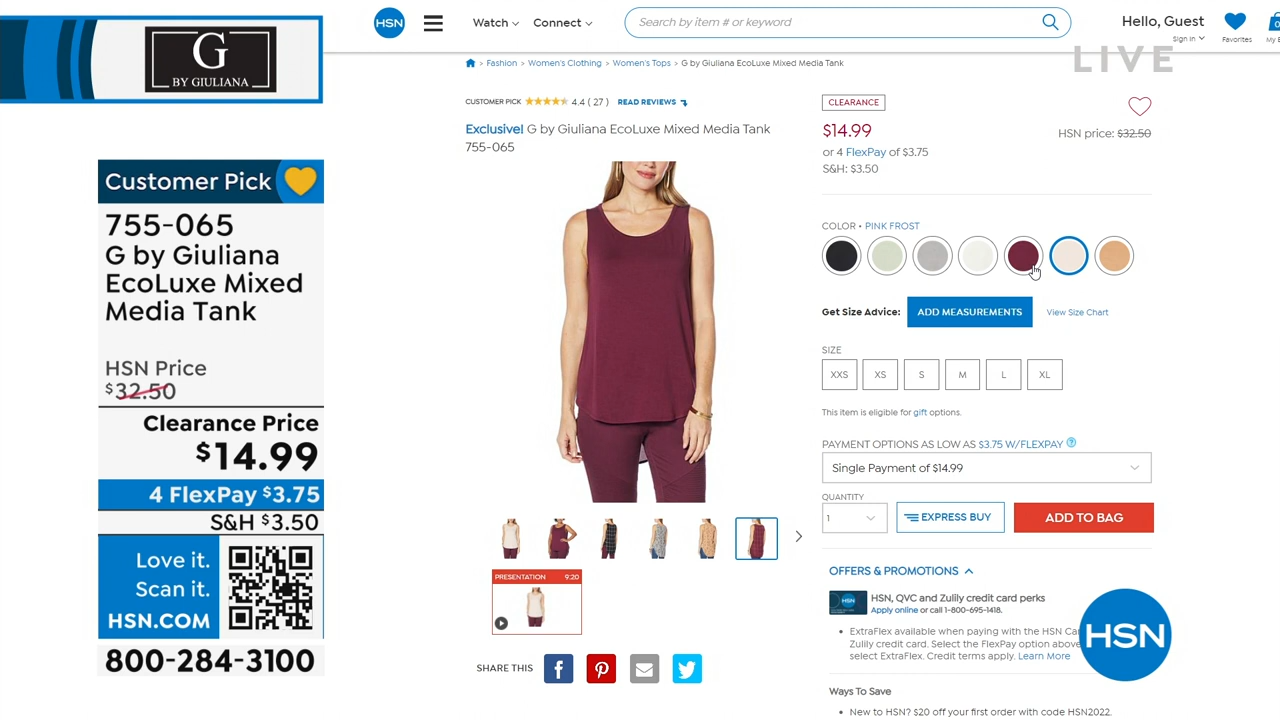 G
BY GIULIANA
Customer Pick
755-065
G by Giuliana
EcoLuxe Mixed
Media Tank
HSN Price
$32.50
Clearance Price
$14.99
4 FlexPay $3.75
S&H $3.50
Love it.
Scan it.
HSN.COM
800-284-3100
HSN
Watch
Connect
Search by item # or keyword
Hello, Guest
Sign In
Favorites
0
LIVE
> Fashion > Women's Clothing > Women's Tops > G by Giuliana EcoLuxe Mixed Media Tank
CUSTOMER PICK 4.4 ( 27 ) READ REVIEWS
Exclusive! G by Giuliana EcoLuxe Mixed Media Tank
755-065
PRESENTATION 9:20
SHARE THIS
CLEARANCE
$14.99
HSN price: $32.50
or 4 FlexPay of $3.75
S&H: $3.50
COLOR • PINK FROST
Get Size Advice: ADD MEASUREMENTS View Size Chart
SIZE
XXS XS S M L XL
This item is eligible for gift options.
PAYMENT OPTIONS AS LOW AS $3.75 W/FLEXPAY ?
Single Payment of $14.99
QUANTITY
1
EXPRESS BUY
ADD TO BAG
OFFERS & PROMOTIONS
HSN, QVC and Zulily credit card perks
Apply online or call 1-800-695-1418.
• ExtraFlex available when paying with the HSN
Zulily credit card. Select the FlexPay option
select ExtraFlex. Credit terms apply. Learn More
HSN
Ways To Save
• New to HSN? $20 off your first order with code HSN2022.